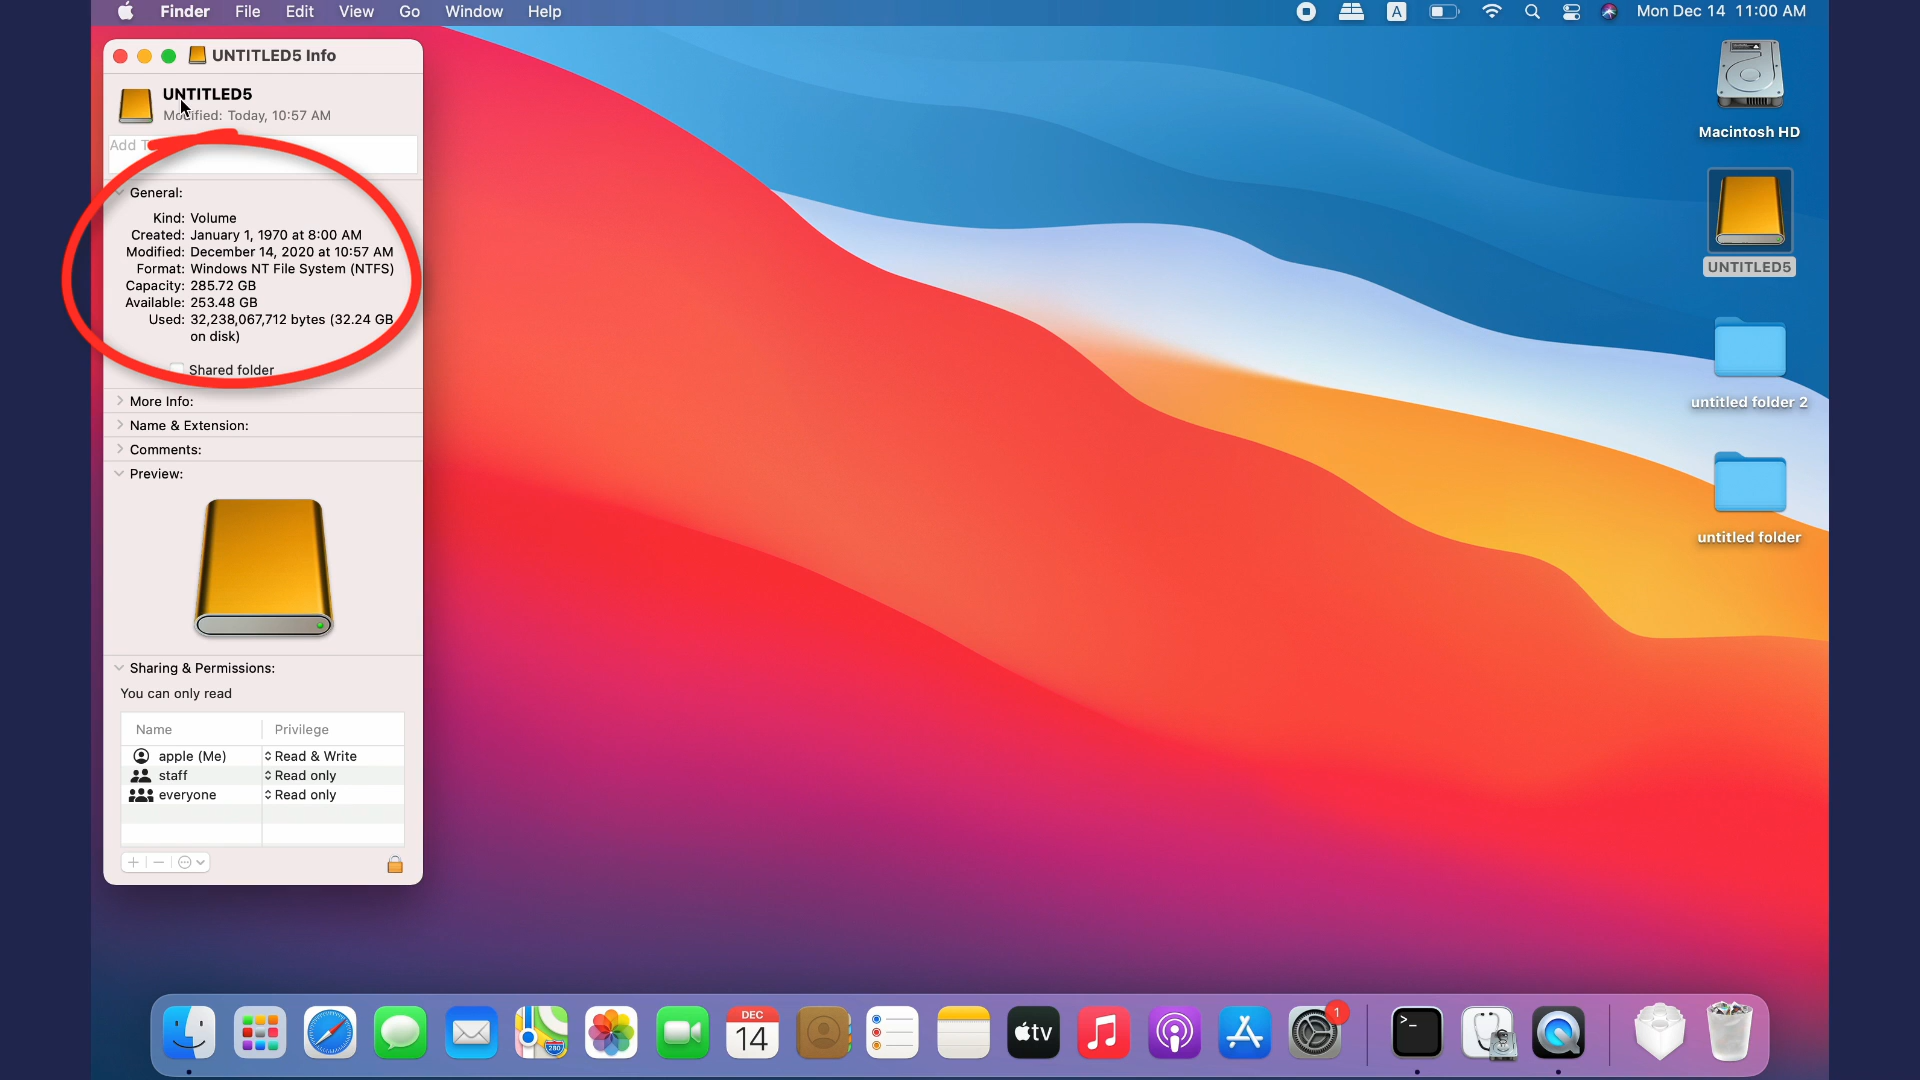 Finder File Edit View Go Window Help
A
Mon Dec 14 11:00 AM
UNTITLED5 Info
UNTITLED5
Modified: Today, 10:57 AM
Add T
General:
Kind: Volume
Created: January 1, 1970 at 8:00 AM
Modified: December 14, 2020 at 10:57 AM
Format: Windows NT File System (NTFS)
Capacity: 285.72 GB
Available: 253.48 GB
Used: 32,238,067,712 bytes (32.24 GB
on disk)
Shared folder
More Info:
Name & Extension:
Comments:
Preview:
Sharing & Permissions:
You can only read
Name Privilege
apple (Me) Read & Write
staff Read only
everyone Read only
Macintosh HD
UNTITLED5
untitled folder 2
untitled folder
280
DEC
14
tv
1
>_